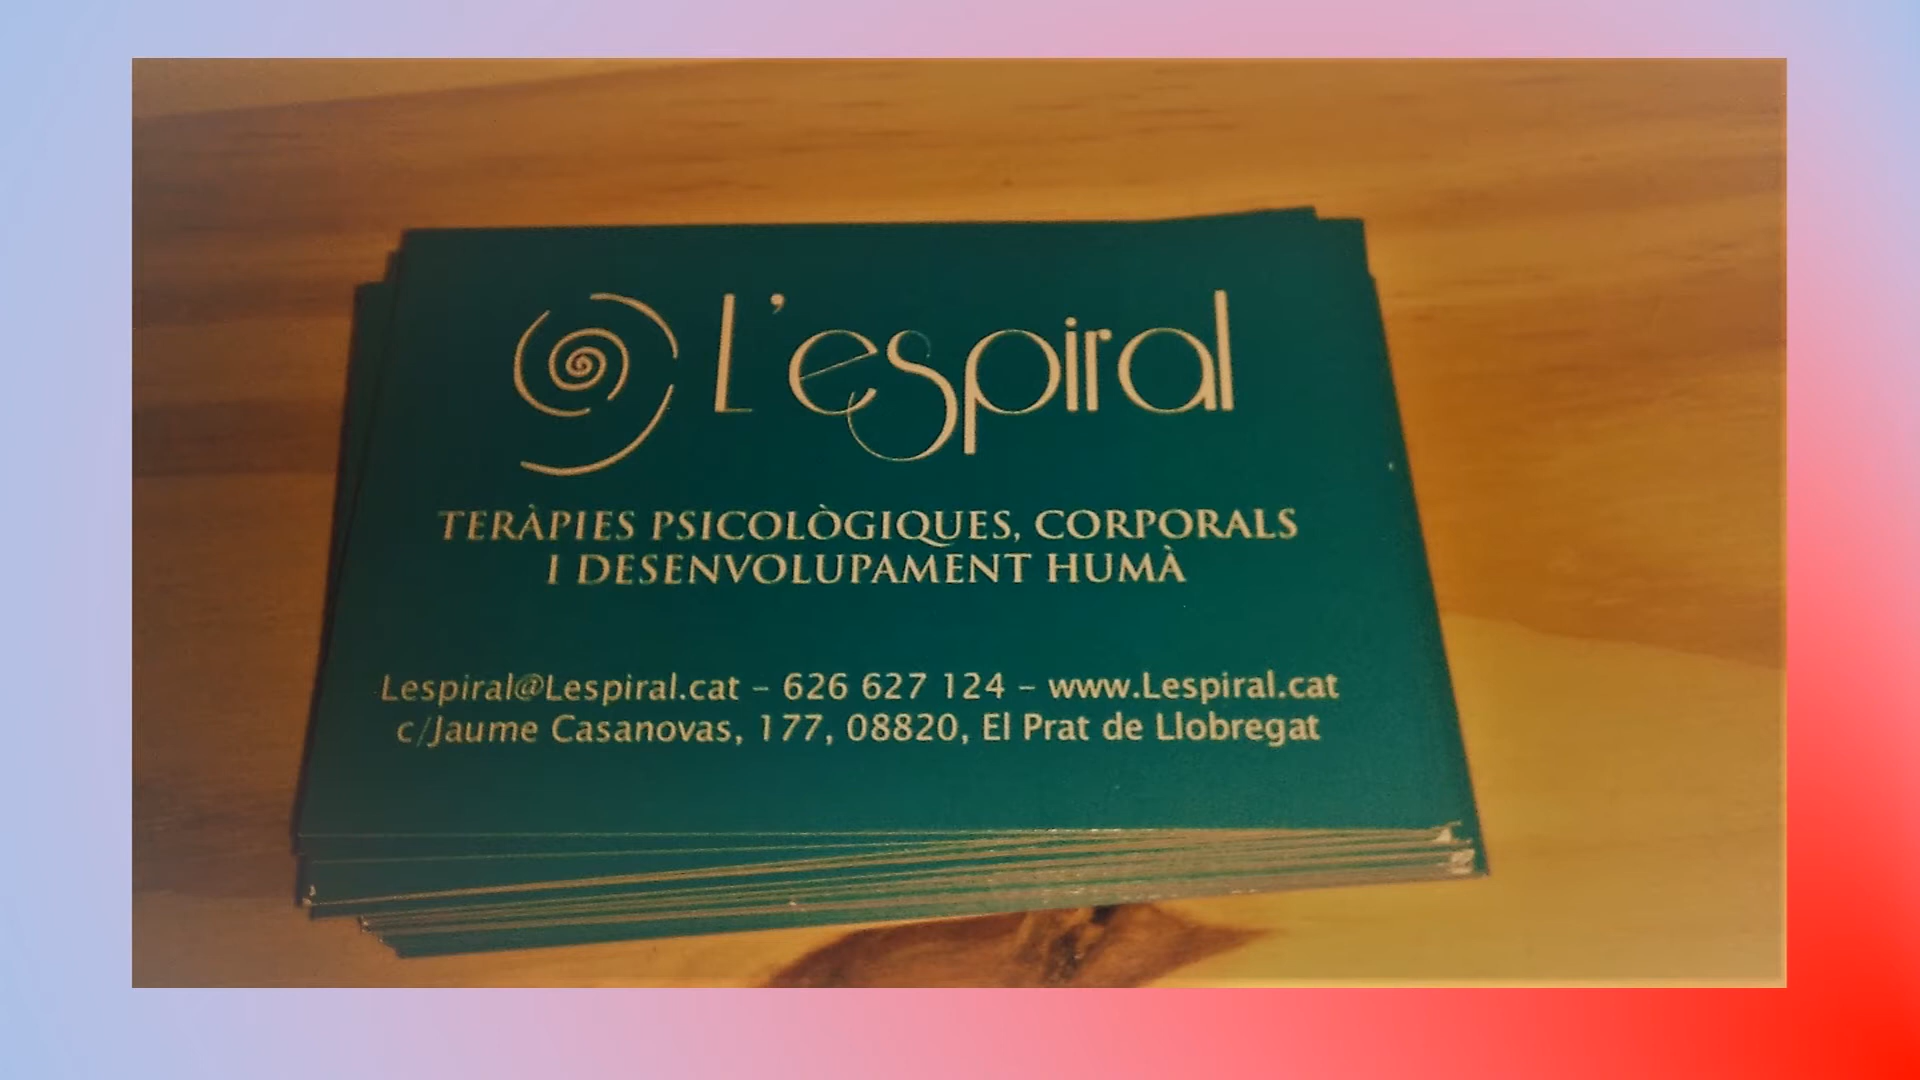 L'espiral
TERÀPIES PSICOLÒGIQUES, CORPORALS
I DESENVOLUPAMENT HUMÀ
Lespiral@Lespiral.cat – 626 627 124 – www.Lespiral.cat
c/Jaume Casanovas, 177, 08820, El Prat de Llobregat